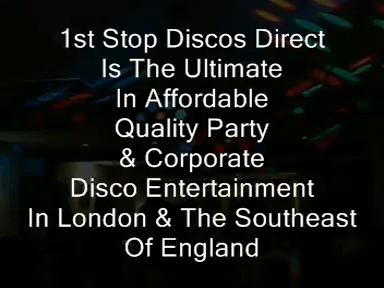 1st Stop Discos Direct
Is The Ultimate
In Affordable
Quality Party
& Corporate
Disco Entertainment
In London & The Southeast
Of England